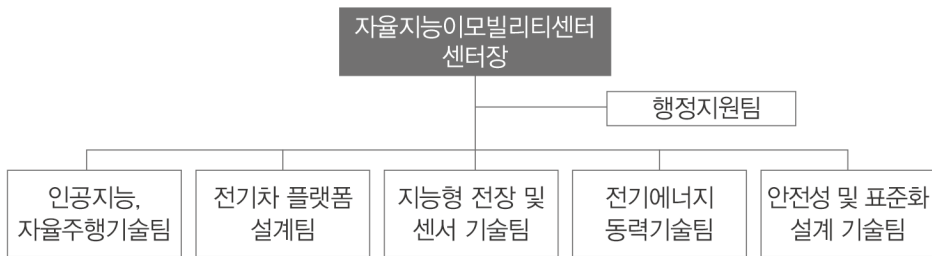 자율지능이모빌리티센터
센터장
행정지원팀
인공지능,
자율주행기술팀
전기차 플랫폼
설계팀
지능형 전장 및
센서 기술팀
전기에너지
동력기술팀
안전성 및 표준화
설계 기술팀